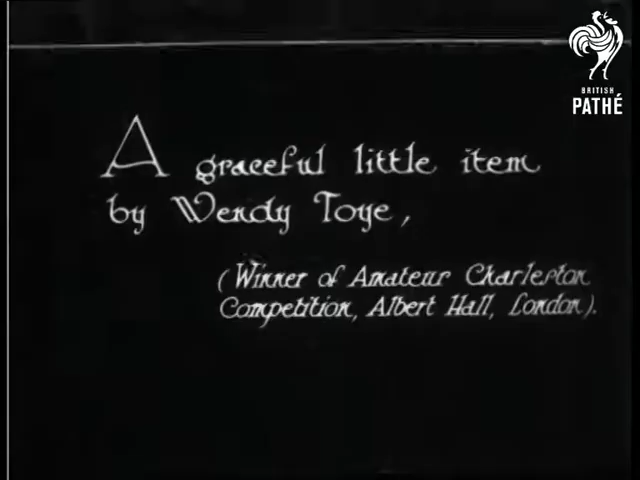 BRITISH
PATHÉ
A graceful little item
by Wendy Toye,
(Winner of Amateur Charleston
Competition, Albert Hall, London).